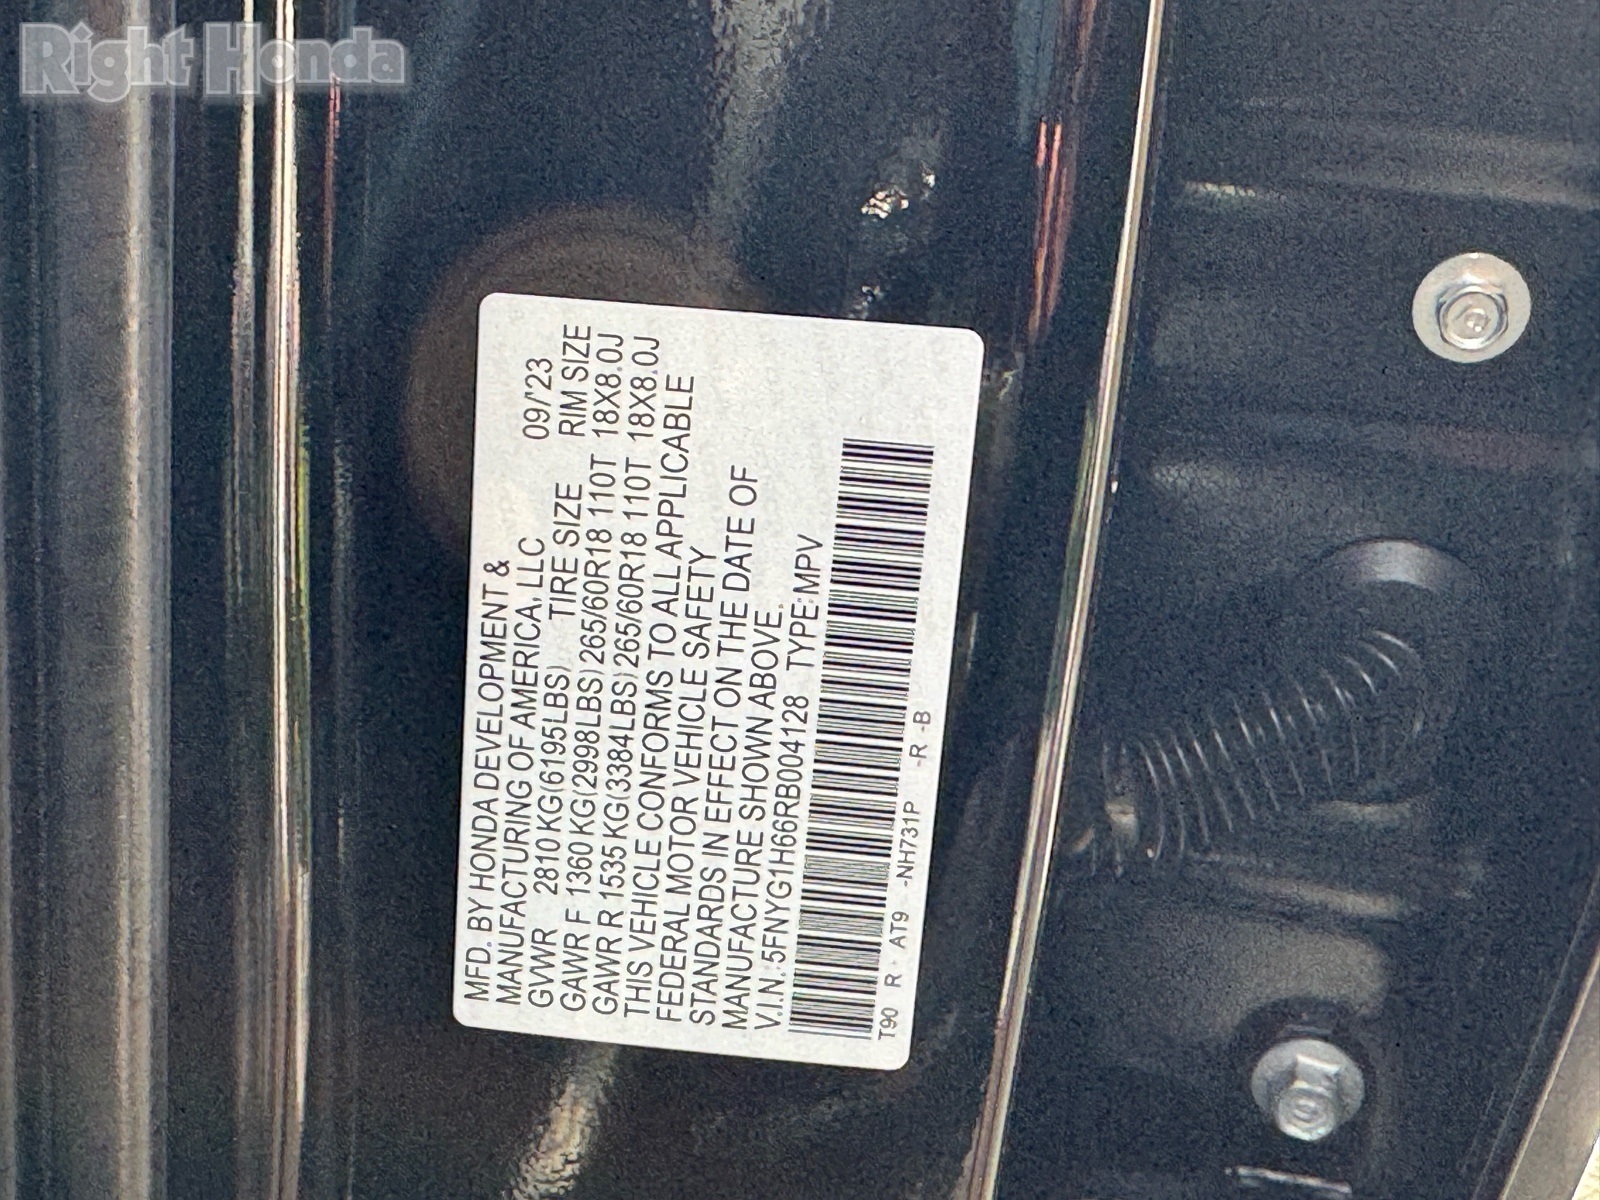 Right Honda
MFD. BY HONDA DEVELOPMENT &
MANUFACTURING OF AMERICA, LLC 09/'23
GVWR 2810 KG(6195LBS) TIRE SIZE RIM SIZE
GAWR F 1360 KG(2998LBS) 265/60R18 110T 18X8.0J
GAWR R 1535 KG(3384LBS) 265/60R18 110T 18X8.0J
THIS VEHICLE CONFORMS TO ALL APPLICABLE
FEDERAL MOTOR VEHICLE SAFETY
STANDARDS IN EFFECT ON THE DATE OF
MANUFACTURE SHOWN ABOVE.
V.I.N.:5FNYG1H66RB004128 TYPE:MPV
T90 R AT9 -NH731P -R -B